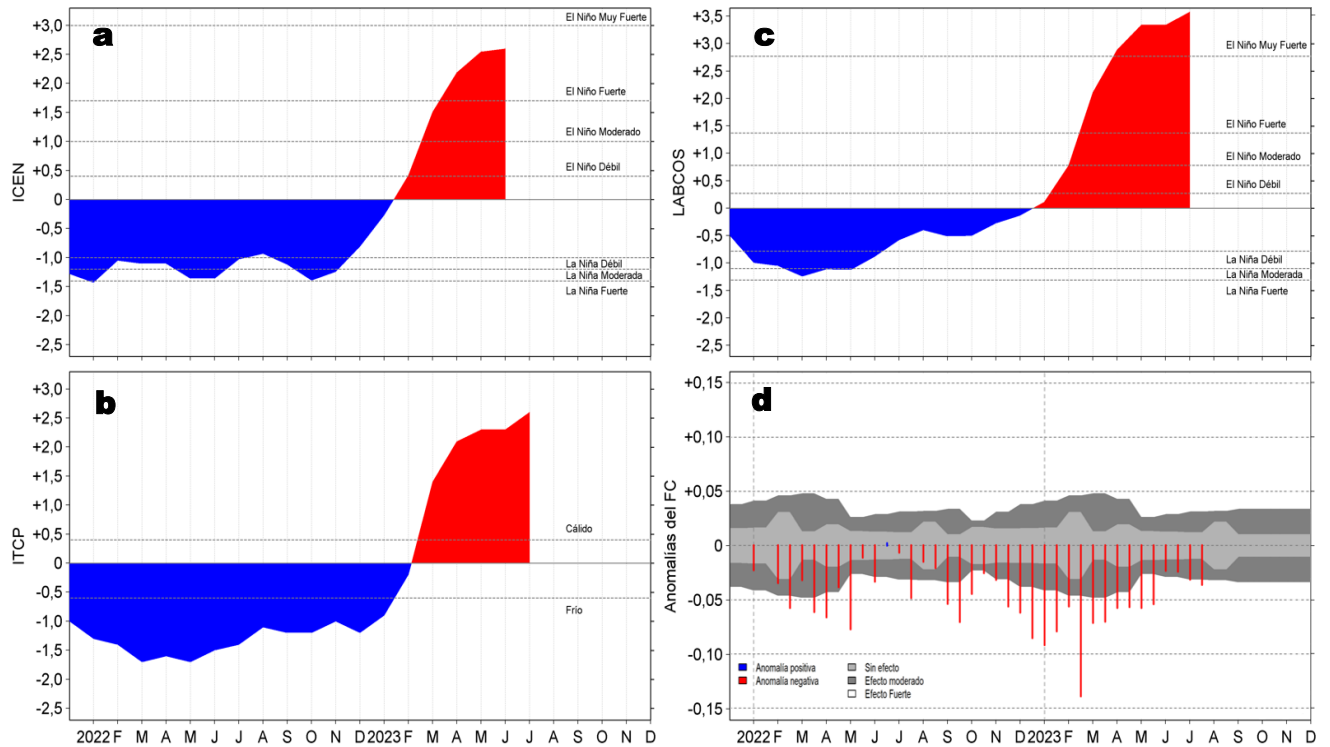 a
ICEN
+3,0
+2,5
+2,0
+1,5
+1,0
+0,5
0
-0,5
-1,0
-1,5
-2,0
-2,5
El Niño Muy Fuerte
El Niño Fuerte
El Niño Moderado
El Niño Débil
La Niña Débil
La Niña Moderada
La Niña Fuerte
c
LABCOS
+3,5
+3,0
+2,5
+2,0
+1,5
+1,0
+0,5
0
-0,5
-1,0
-1,5
-2,0
-2,5
El Niño Muy Fuerte
El Niño Fuerte
El Niño Moderado
El Niño Débil
La Niña Débil
La Niña Moderada
La Niña Fuerte
b
ITCP
+3,0
+2,5
+2,0
+1,5
+1,0
+0,5
0
-0,5
-1,0
-1,5
-2,0
-2,5
Cálido
Frío
2022 F M A M J J A S O N D 2023 F M A M J J A S O N D
d
Anomalías del FC
+0,15
+0,10
+0,05
0
-0,05
-0,10
-0,15
Anomalía positiva
Anomalía negativa
Sin efecto
Efecto moderado
Efecto Fuerte
2022 F M A M J J A S O N D 2023 F M A M J J A S O N D